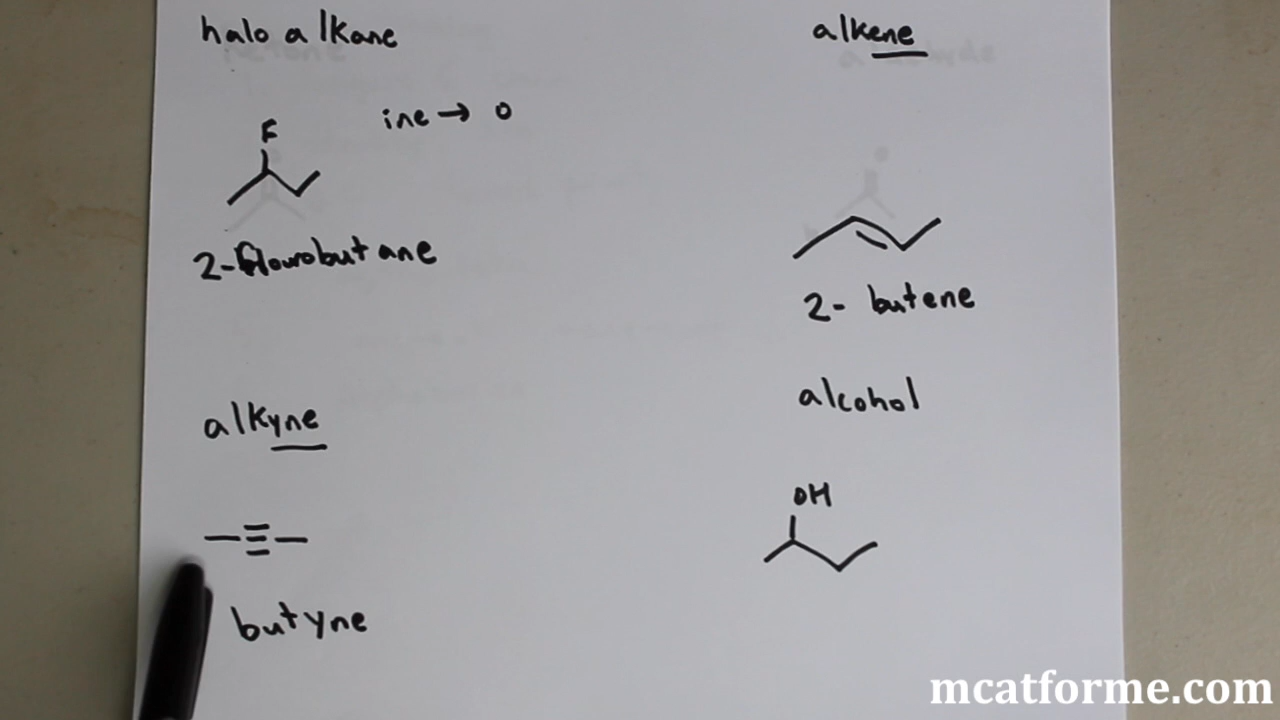 halo alkane
alkene
ine → o
F
2-flourobutane
2- butene
alkyne
alcohol
OH
butyne
mcatforme.com